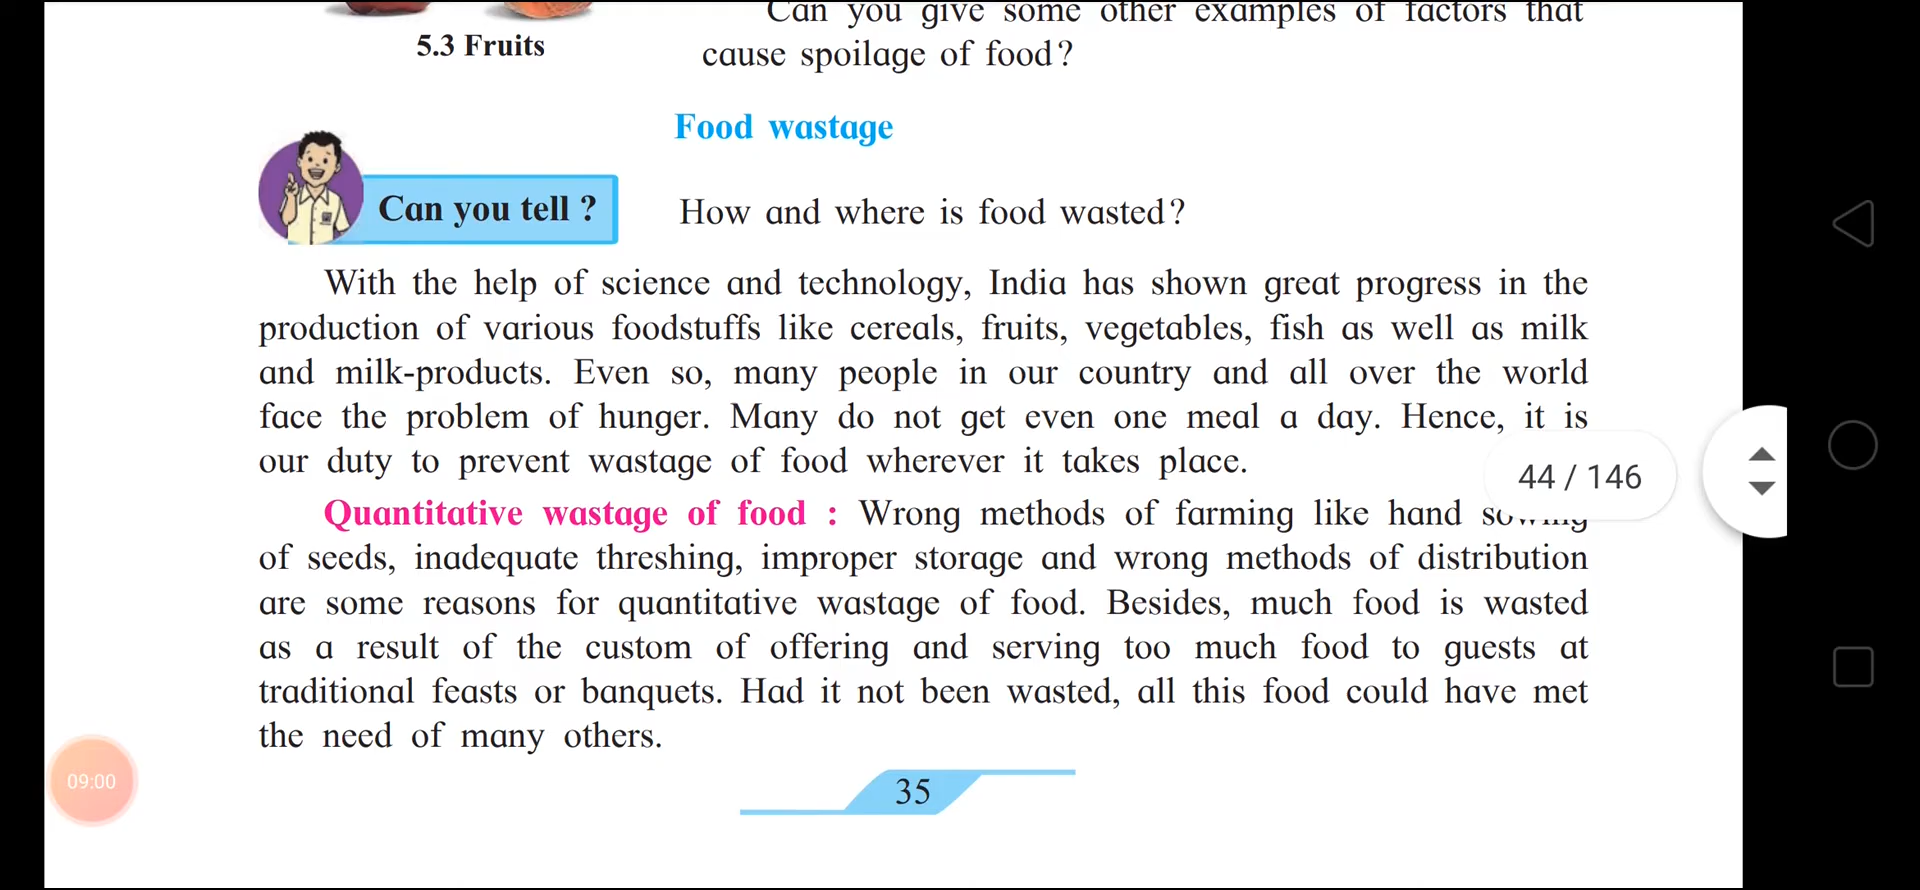 Can you give some other examples of factors that
5.3 Fruits
cause spoilage of food?
Food wastage
Can you tell ?
How and where is food wasted?
With the help of science and technology, India has shown great progress in the
production of various foodstuffs like cereals, fruits, vegetables, fish as well as milk
and milk-products. Even so, many people in our country and all over the world
face the problem of hunger. Many do not get even one meal a day. Hence, it is
our duty to prevent wastage of food wherever it takes place.
44 / 146
Quantitative wastage of food : Wrong methods of farming like hand sowing
of seeds, inadequate threshing, improper storage and wrong methods of distribution
are some reasons for quantitative wastage of food. Besides, much food is wasted
as a result of the custom of offering and serving too much food to guests at
traditional feasts or banquets. Had it not been wasted, all this food could have met
the need of many others.
09:00
35